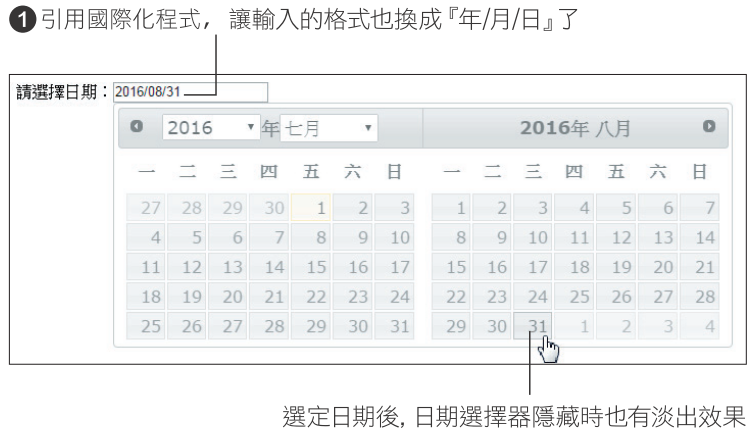 1 引用國際化程式， 讓輸入的格式也換成『年/月/日』了
請選擇日期： 2016/08/31
2016 年 七月 2016年 八月
一 二 三 四 五 六 日 一 二 三 四 五 六 日
27 28 29 30 1 2 3 1 2 3 4 5 6 7
4 5 6 7 8 9 10 8 9 10 11 12 13 14
11 12 13 14 15 16 17 15 16 17 18 19 20 21
18 19 20 21 22 23 24 22 23 24 25 26 27 28
25 26 27 28 29 30 31 29 30 31 1 2 3 4
選定日期後, 日期選擇器隱藏時也有淡出效果